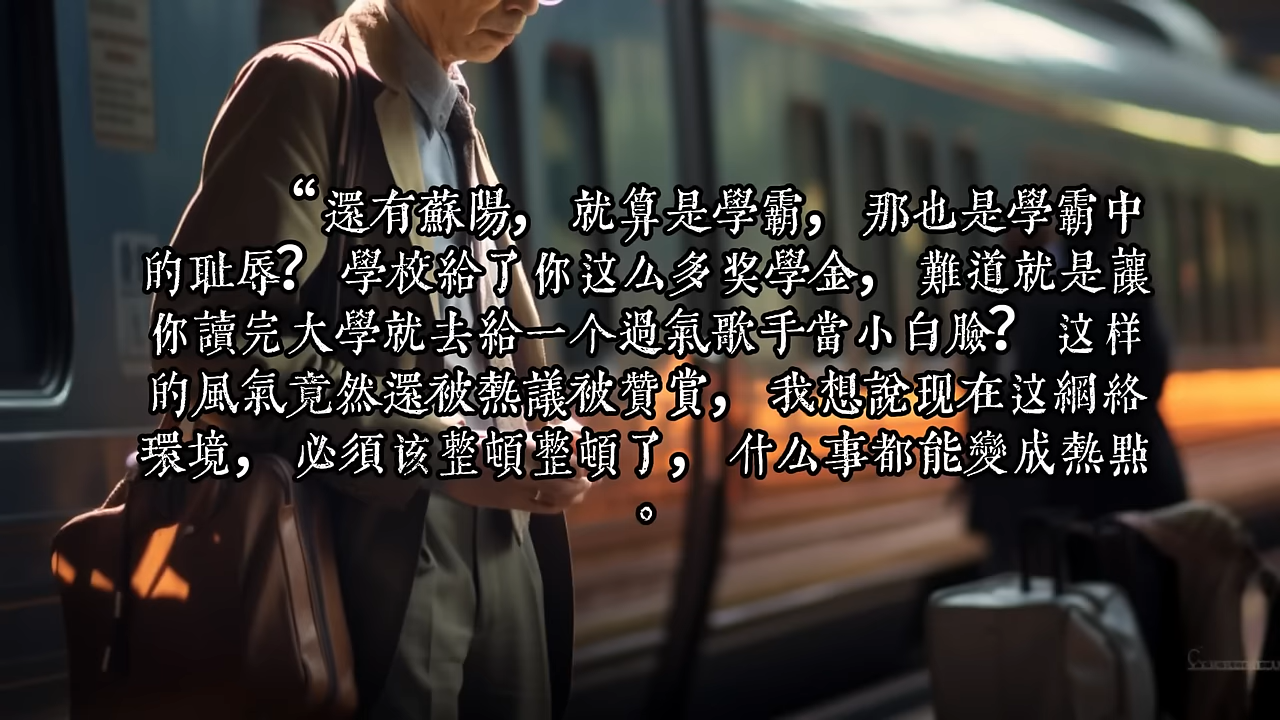 “還有蘇陽，就算是學霸，那也是學霸中
的耻辱？學校給了你这么多奖學金，難道就是讓
你讀完大學就去給一个過氣歌手當小白臉？这样
的風氣竟然還被熱議被贊賞，我想說现在这網絡
環境，必須该整頓整頓了，什么事都能變成熱點
。